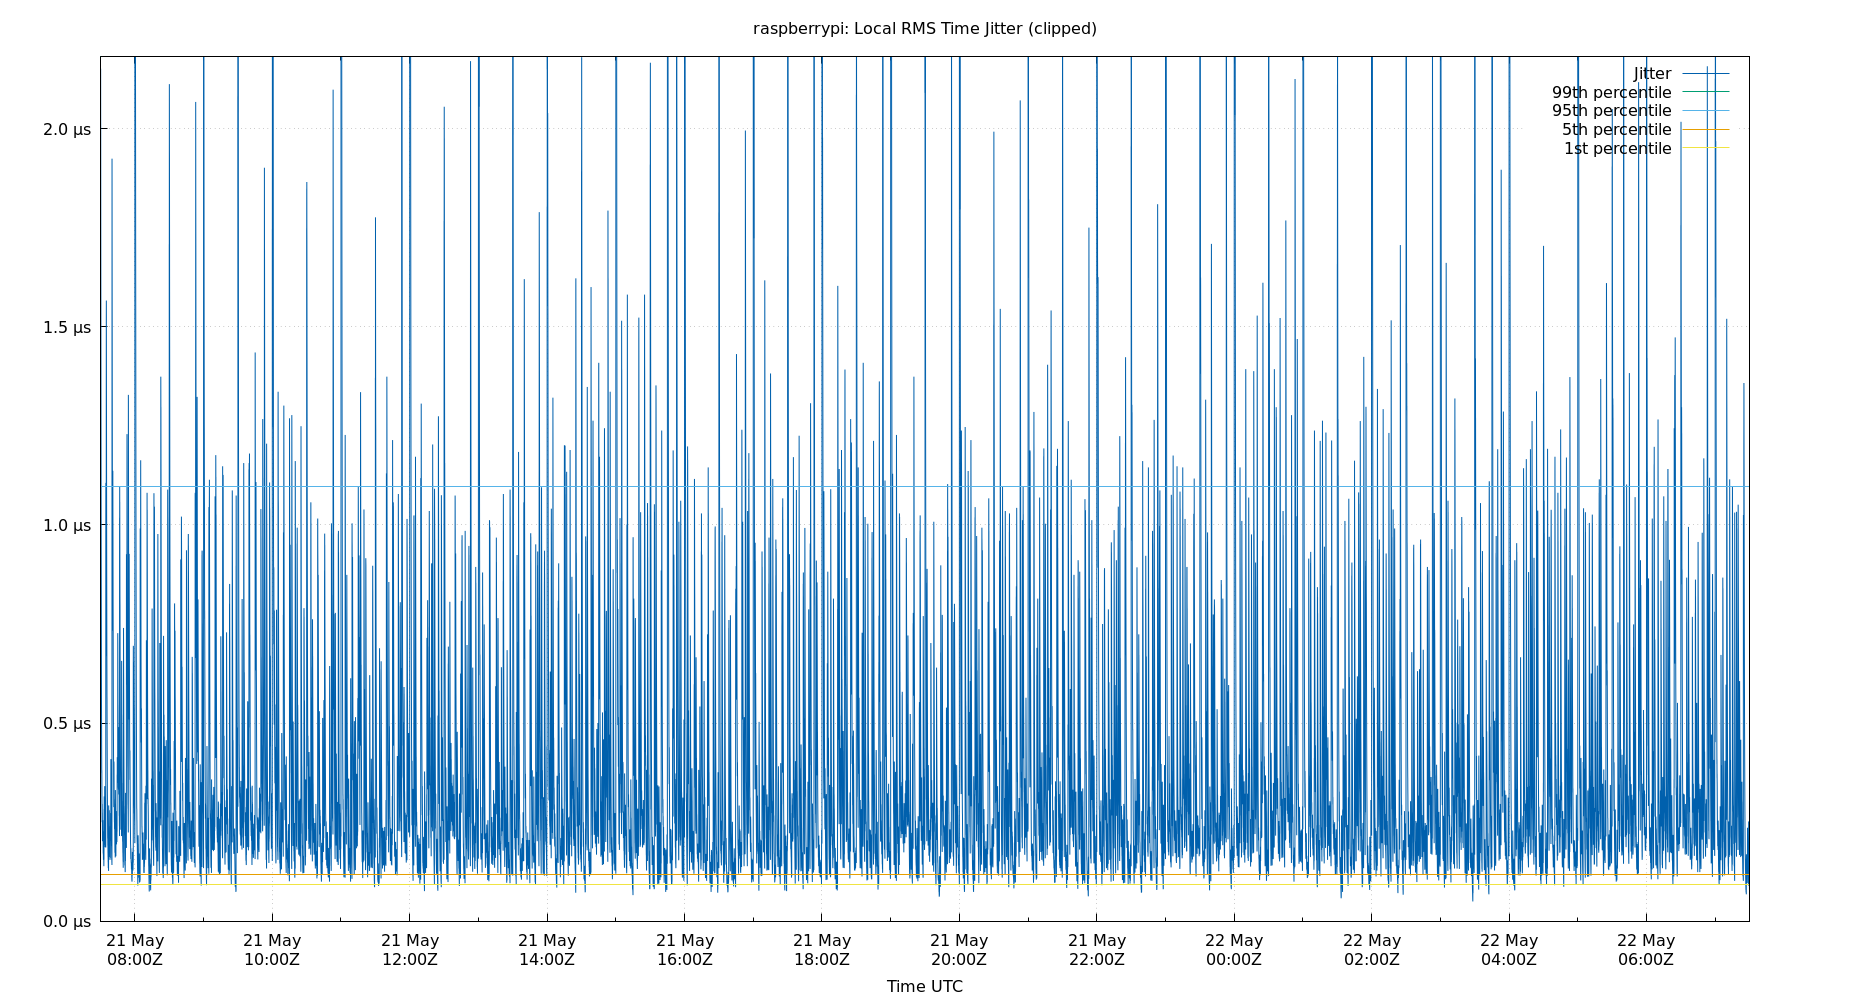 raspberrypi: Local RMS Time Jitter (clipped)
Jitter
99th percentile
95th percentile
5th percentile
1st percentile
2.0 µs
1.5 µs
1.0 µs
0.5 µs
0.0 µs
21 May 21 May 21 May 21 May 21 May 21 May 21 May 21 May 22 May 22 May 22 May 22 May
08:00Z 10:00Z 12:00Z 14:00Z 16:00Z 18:00Z 20:00Z 22:00Z 00:00Z 02:00Z 04:00Z 06:00Z
Time UTC